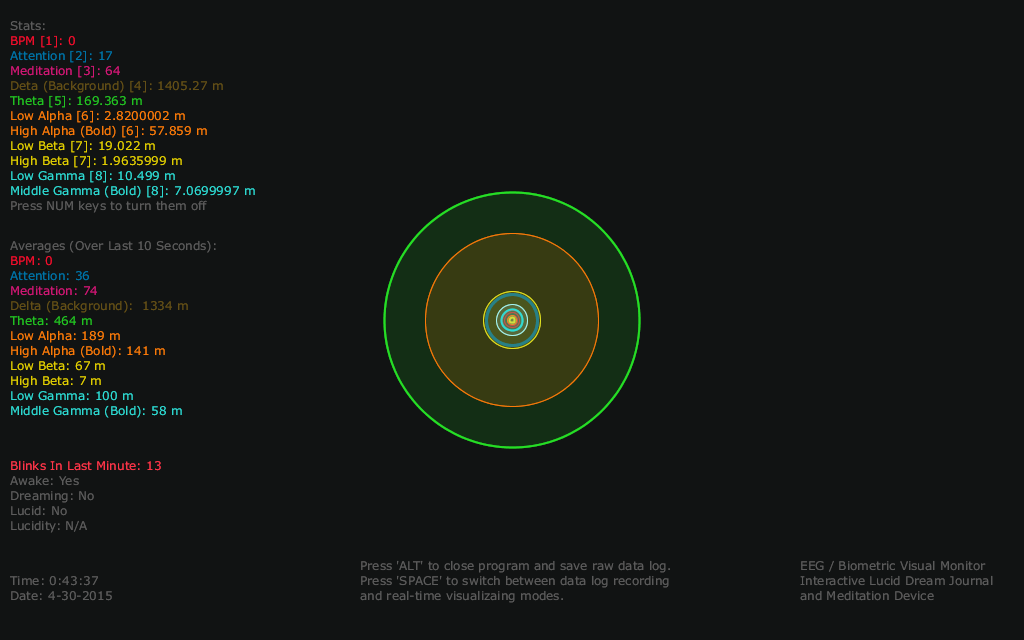 Stats:
BPM [1]: 0
Attention [2]: 17
Meditation [3]: 64
Deta (Background) [4]: 1405.27 m
Theta [5]: 169.363 m
Low Alpha [6]: 2.8200002 m
High Alpha (Bold) [6]: 57.859 m
Low Beta [7]: 19.022 m
High Beta [7]: 1.9635999 m
Low Gamma [8]: 10.499 m
Middle Gamma (Bold) [8]: 7.0699997 m
Press NUM keys to turn them off
Averages (Over Last 10 Seconds):
BPM: 0
Attention: 36
Meditation: 74
Delta (Background):  1334 m
Theta: 464 m
Low Alpha: 189 m
High Alpha (Bold): 141 m
Low Beta: 67 m
High Beta: 7 m
Low Gamma: 100 m
Middle Gamma (Bold): 58 m
Blinks In Last Minute: 13
Awake: Yes
Dreaming: No
Lucid: No
Lucidity: N/A
Time: 0:43:37
Date: 4-30-2015
Press 'ALT' to close program and save raw data log.
Press 'SPACE' to switch between data log recording
and real-time visualizaing modes.
EEG / Biometric Visual Monitor
Interactive Lucid Dream Journal
and Meditation Device